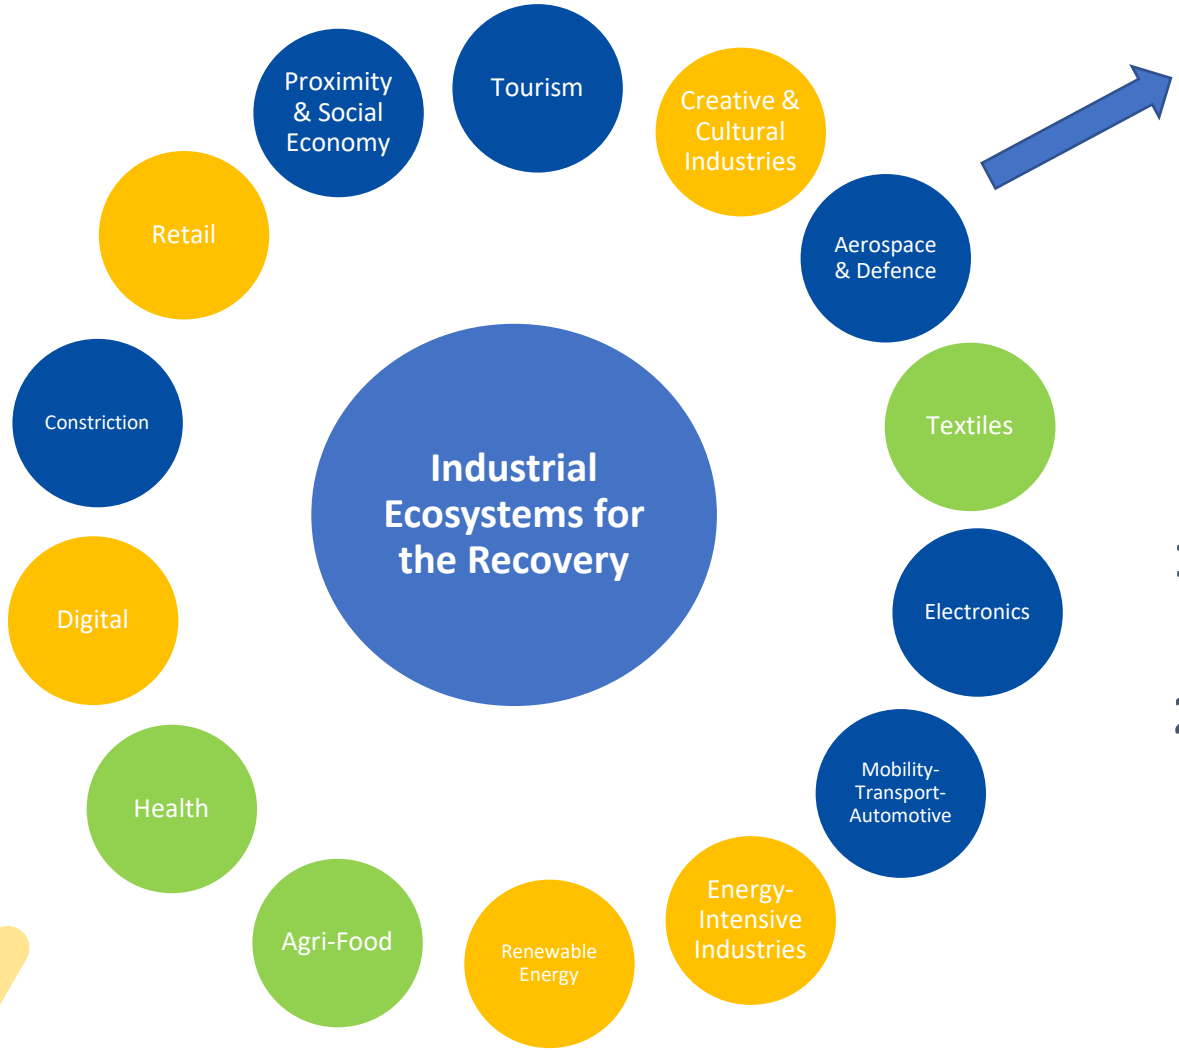 Proximity
& Social
Economy
Tourism
Creative &
Cultural
Industries
Aerospace
& Defence
Textiles
Electronics
Mobility-
Transport-
Automotive
Energy-
Intensive
Industries
Renewable
Energy
Agri-Food
Health
Digital
Constriction
Retail
Industrial
Ecosystems for
the Recovery